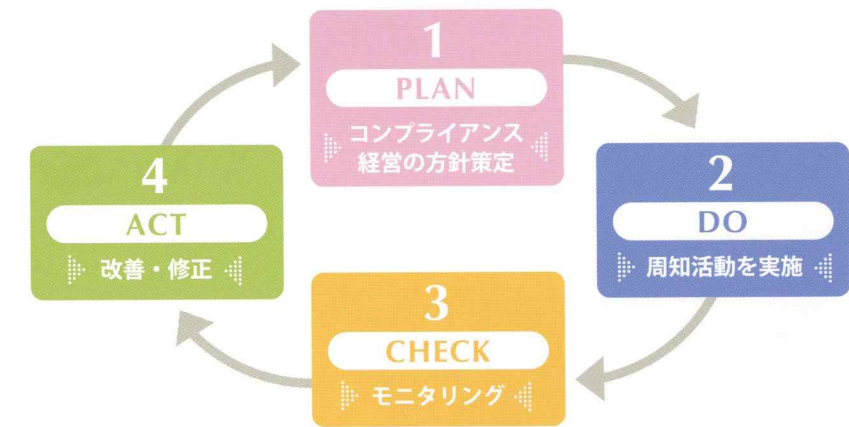 1
PLAN
コンプライアンス
経営の方針策定
2
DO
周知活動を実施
3
CHECK
モニタリング
4
ACT
改善・修正